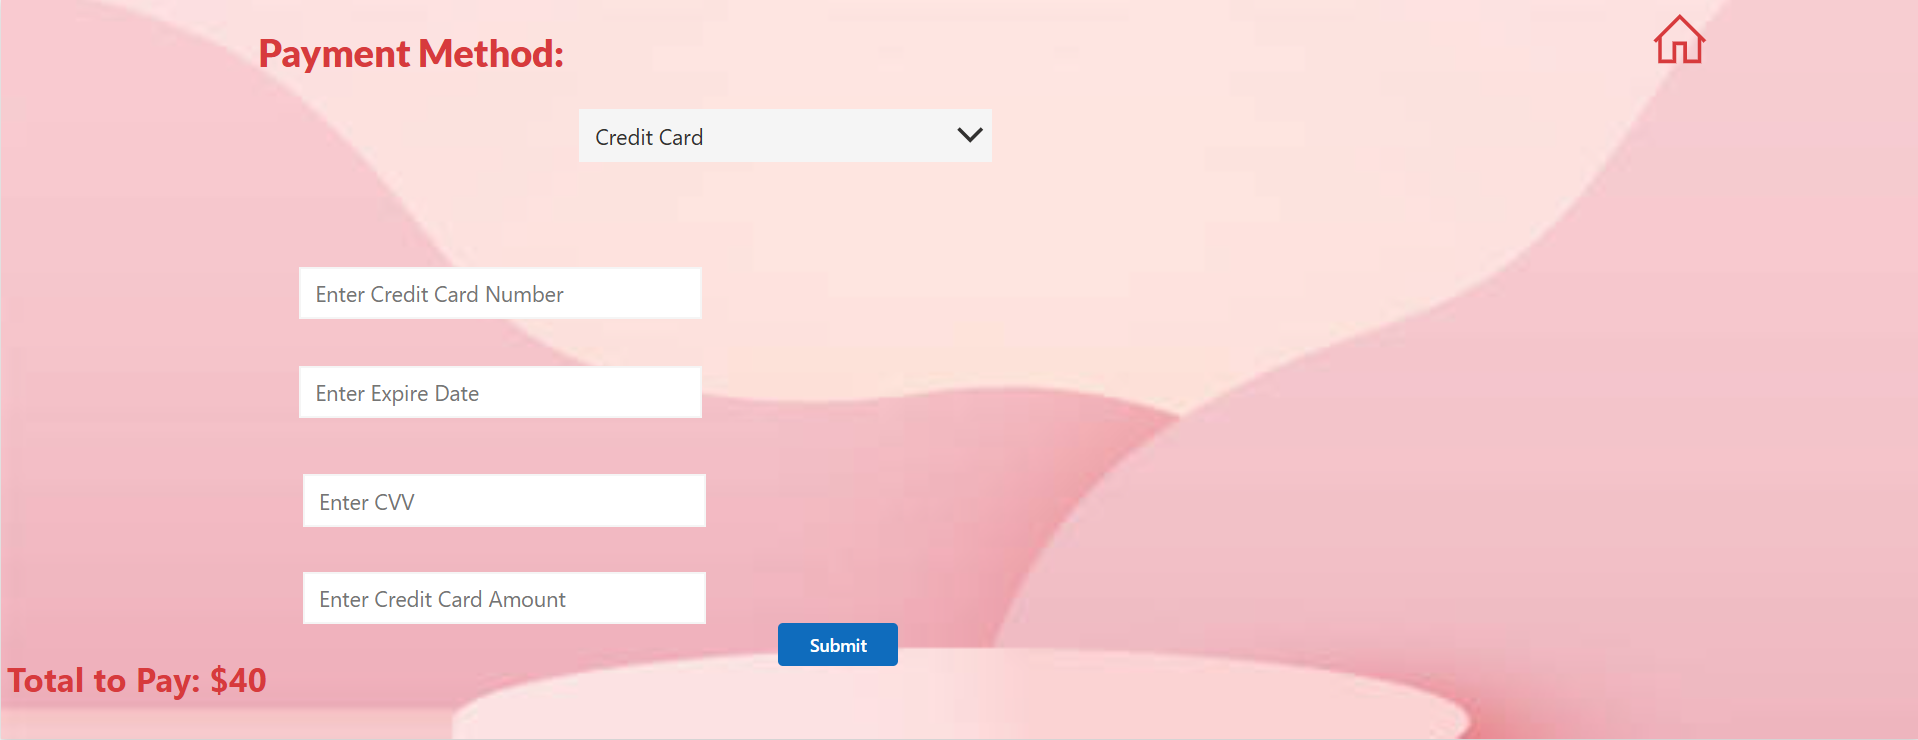 Payment Method:
Credit Card
Enter Credit Card Number
Enter Expire Date
Enter CVV
Enter Credit Card Amount
Submit
Total to Pay: $40